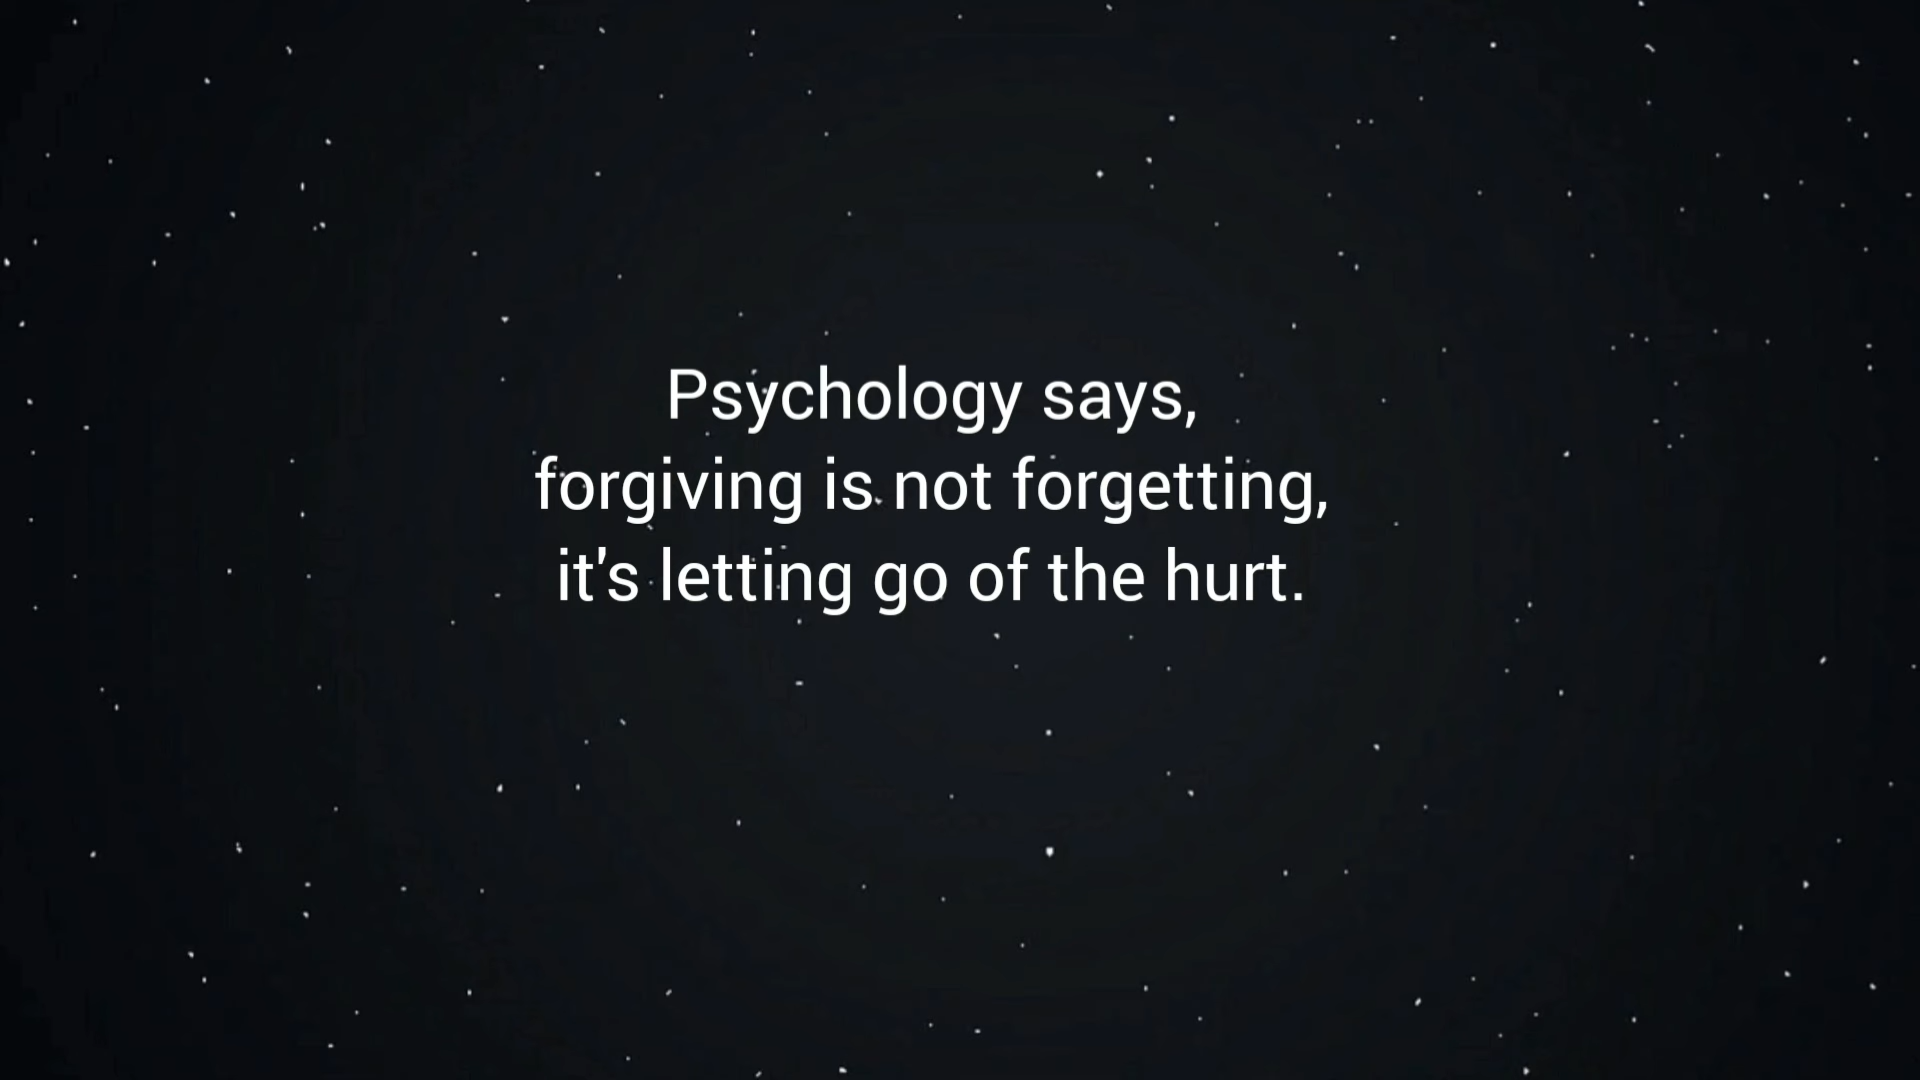 Psychology says,
forgiving is not forgetting,
it's letting go of the hurt.